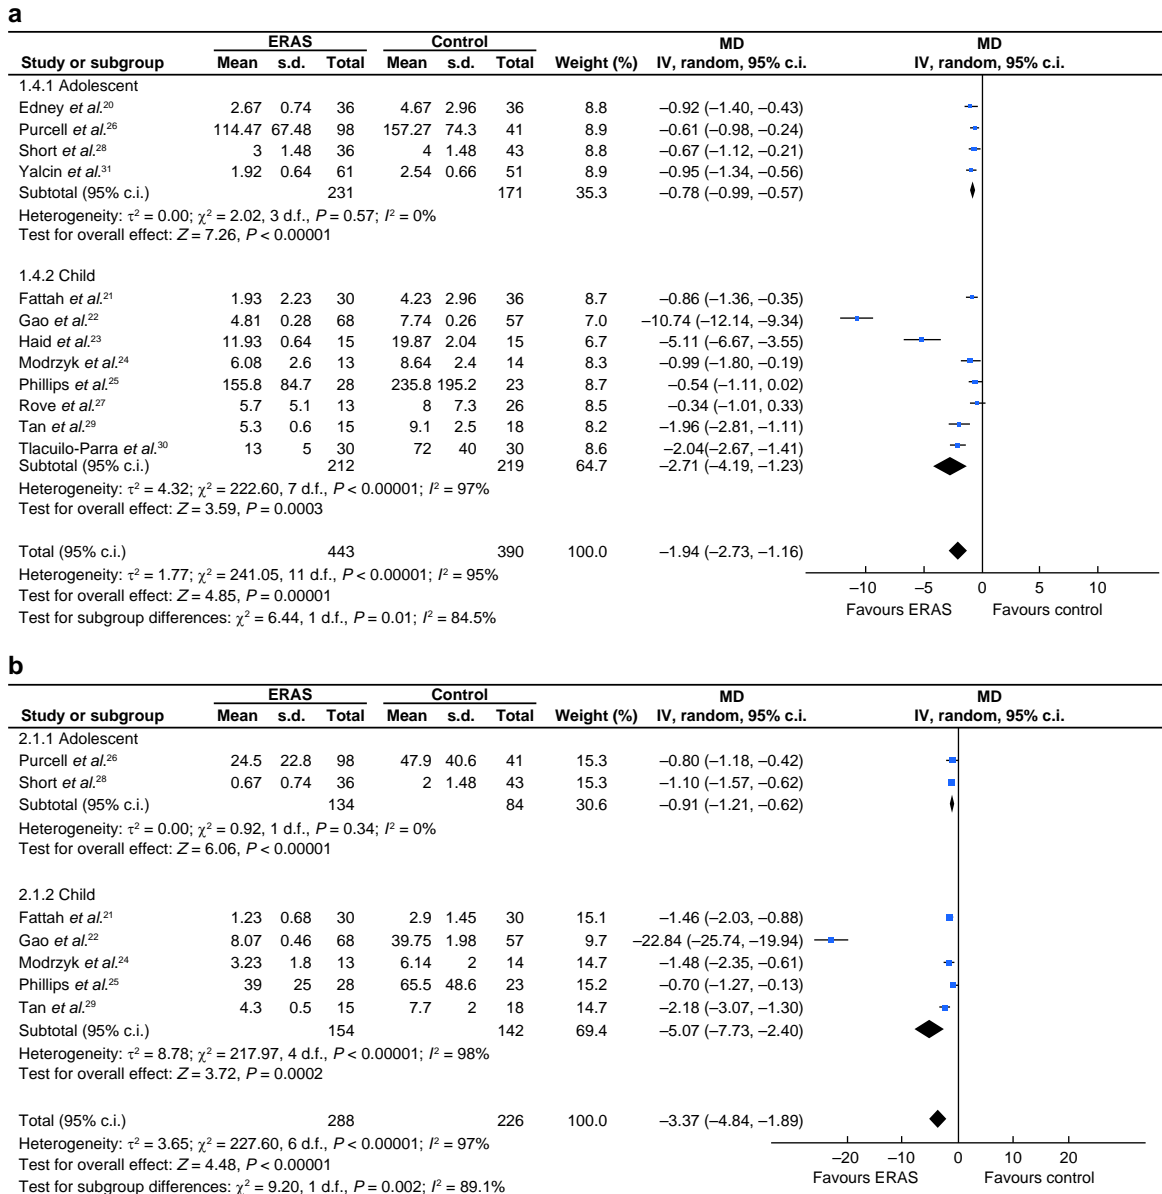 a
ERAS Control MD MD
Study or subgroup Mean s.d. Total Mean s.d. Total Weight (%) IV, random, 95% c.i. IV, random, 95% c.i.
1.4.1 Adolescent
Edney et al.20 2.67 0.74 36 4.67 2.96 36 8.8 –0.92 (–1.40, –0.43)
Purcell et al.26 114.47 67.48 98 157.27 74.3 41 8.9 –0.61 (–0.98, –0.24)
Short et al.28 3 1.48 36 4 1.48 43 8.8 –0.67 (–1.12, –0.21)
Yalcin et al.31 1.92 0.64 61 2.54 0.66 51 8.9 –0.95 (–1.34, –0.56)
Subtotal (95% c.i.) 231 171 35.3 –0.78 (–0.99, –0.57)
Heterogeneity: τ2 = 0.00; χ2 = 2.02, 3 d.f., P = 0.57; I2 = 0%
Test for overall effect: Z = 7.26, P < 0.00001
1.4.2 Child
Fattah et al.21 1.93 2.23 30 4.23 2.96 36 8.7 –0.86 (–1.36, –0.35)
Gao et al.22 4.81 0.28 68 7.74 0.26 57 7.0 –10.74 (–12.14, –9.34)
Haid et al.23 11.93 0.64 15 19.87 2.04 15 6.7 –5.11 (–6.67, –3.55)
Modrzyk et al.24 6.08 2.6 13 8.64 2.4 14 8.3 –0.99 (–1.80, –0.19)
Phillips et al.25 155.8 84.7 28 235.8 195.2 23 8.7 –0.54 (–1.11, 0.02)
Rove et al.27 5.7 5.1 13 8 7.3 26 8.5 –0.34 (–1.01, 0.33)
Tan et al.29 5.3 0.6 15 9.1 2.5 18 8.2 –1.96 (–2.81, –1.11)
Tlacuilo-Parra et al.30 13 5 30 72 40 30 8.6 –2.04(–2.67, –1.41)
Subtotal (95% c.i.) 212 219 64.7 –2.71 (–4.19, –1.23)
Heterogeneity: τ2 = 4.32; χ2 = 222.60, 7 d.f., P < 0.00001; I2 = 97%
Test for overall effect: Z = 3.59, P = 0.0003
Total (95% c.i.) 443 390 100.0 –1.94 (–2.73, –1.16)
Heterogeneity: τ2 = 1.77; χ2 = 241.05, 11 d.f., P < 0.00001; I2 = 95%
Test for overall effect: Z = 4.85, P = 0.00001
Test for subgroup differences: χ2 = 6.44, 1 d.f., P = 0.01; I2 = 84.5%
–10 –5 0 5 10
Favours ERAS Favours control
b
ERAS Control MD MD
Study or subgroup Mean s.d. Total Mean s.d. Total Weight (%) IV, random, 95% c.i. IV, random, 95% c.i.
2.1.1 Adolescent
Purcell et al.26 24.5 22.8 98 47.9 40.6 41 15.3 –0.80 (–1.18, –0.42)
Short et al.28 0.67 0.74 36 2 1.48 43 15.3 –1.10 (–1.57, –0.62)
Subtotal (95% c.i.) 134 84 30.6 –0.91 (–1.21, –0.62)
Heterogeneity: τ2 = 0.00; χ2 = 0.92, 1 d.f., P = 0.34; I2 = 0%
Test for overall effect: Z = 6.06, P < 0.00001
2.1.2 Child
Fattah et al.21 1.23 0.68 30 2.9 1.45 30 15.1 –1.46 (–2.03, –0.88)
Gao et al.22 8.07 0.46 68 39.75 1.98 57 9.7 –22.84 (–25.74, –19.94)
Modrzyk et al.24 3.23 1.8 13 6.14 2 14 14.7 –1.48 (–2.35, –0.61)
Phillips et al.25 39 25 28 65.5 48.6 23 15.2 –0.70 (–1.27, –0.13)
Tan et al.29 4.3 0.5 15 7.7 2 18 14.7 –2.18 (–3.07, –1.30)
Subtotal (95% c.i.) 154 142 69.4 –5.07 (–7.73, –2.40)
Heterogeneity: τ2 = 8.78; χ2 = 217.97, 4 d.f., P < 0.00001; I2 = 98%
Test for overall effect: Z = 3.72, P = 0.0002
Total (95% c.i.) 288 226 100.0 –3.37 (–4.84, –1.89)
Heterogeneity: τ2 = 3.65; χ2 = 227.60, 6 d.f., P < 0.00001; I2 = 97%
Test for overall effect: Z = 4.48, P < 0.00001
Test for subgroup differences: χ2 = 9.20, 1 d.f., P = 0.002; I2 = 89.1%
–20 –10 0 10 20
Favours ERAS Favours control